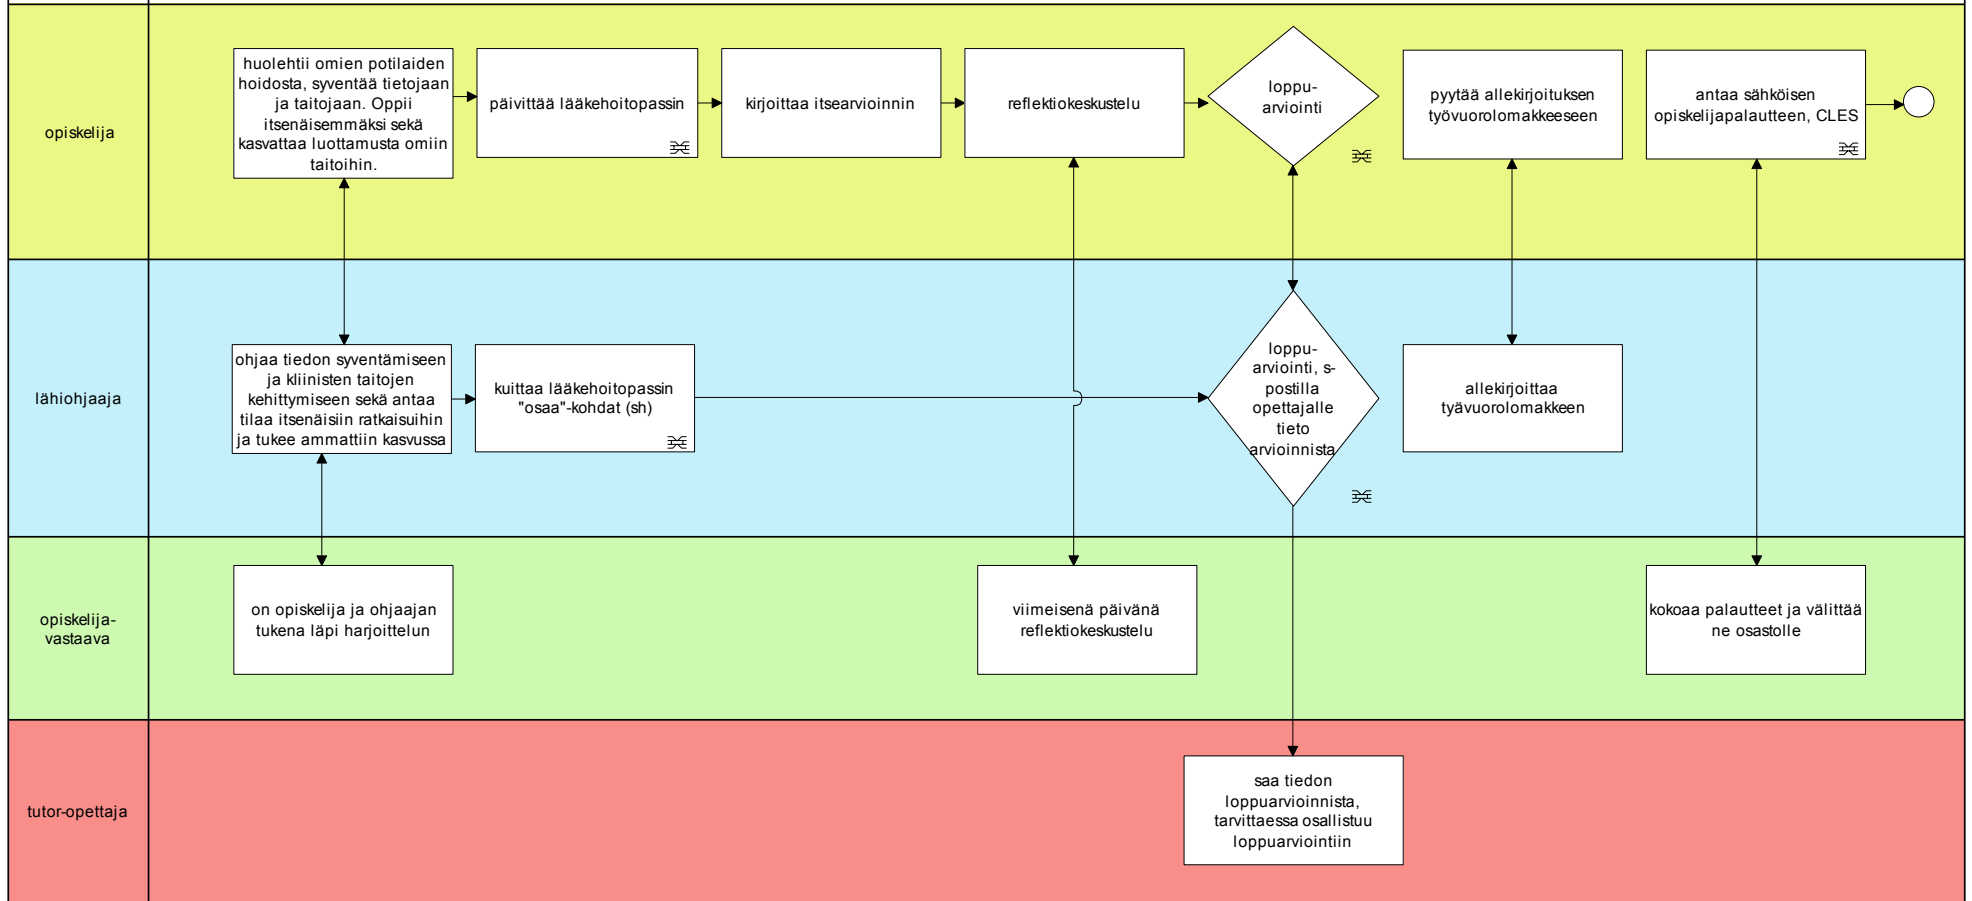 opiskelija
huolehtii omien potilaiden
hoidosta, syventää tietojaan
ja taitojaan. Oppii
itsenäisemmäksi sekä
kasvattaa luottamusta omiin
taitoihin.
päivittää lääkehoitopassin
kirjoittaa itsearvioinnin
reflektiokeskustelu
loppu-
arviointi
pyytää allekirjoituksen
työvuorolomakkeeseen
antaa sähköisen
opiskelijapalautteen, CLES
lähiohjaaja
ohjaa tiedon syventämiseen
ja kliinisten taitojen
kehittymiseen sekä antaa
tilaa itsenäisiin ratkaisuihin
ja tukee ammattiin kasvussa
kuittaa lääkehoitopassin
"osaa"-kohdat (sh)
loppu-
arviointi, s-
postilla
opettajalle
tieto
arvioinnista
allekirjoittaa
tyävuorolomakkeen
opiskelija-
vastaava
on opiskelija ja ohjaajan
tukena läpi harjoittelun
viimeisenä päivänä
reflektiokeskustelu
kokoaa palautteet ja välittää
ne osastolle
tutor-opettaja
saa tiedon
loppuarvioinnista,
tarvittaessa osallistuu
loppuarviointiin